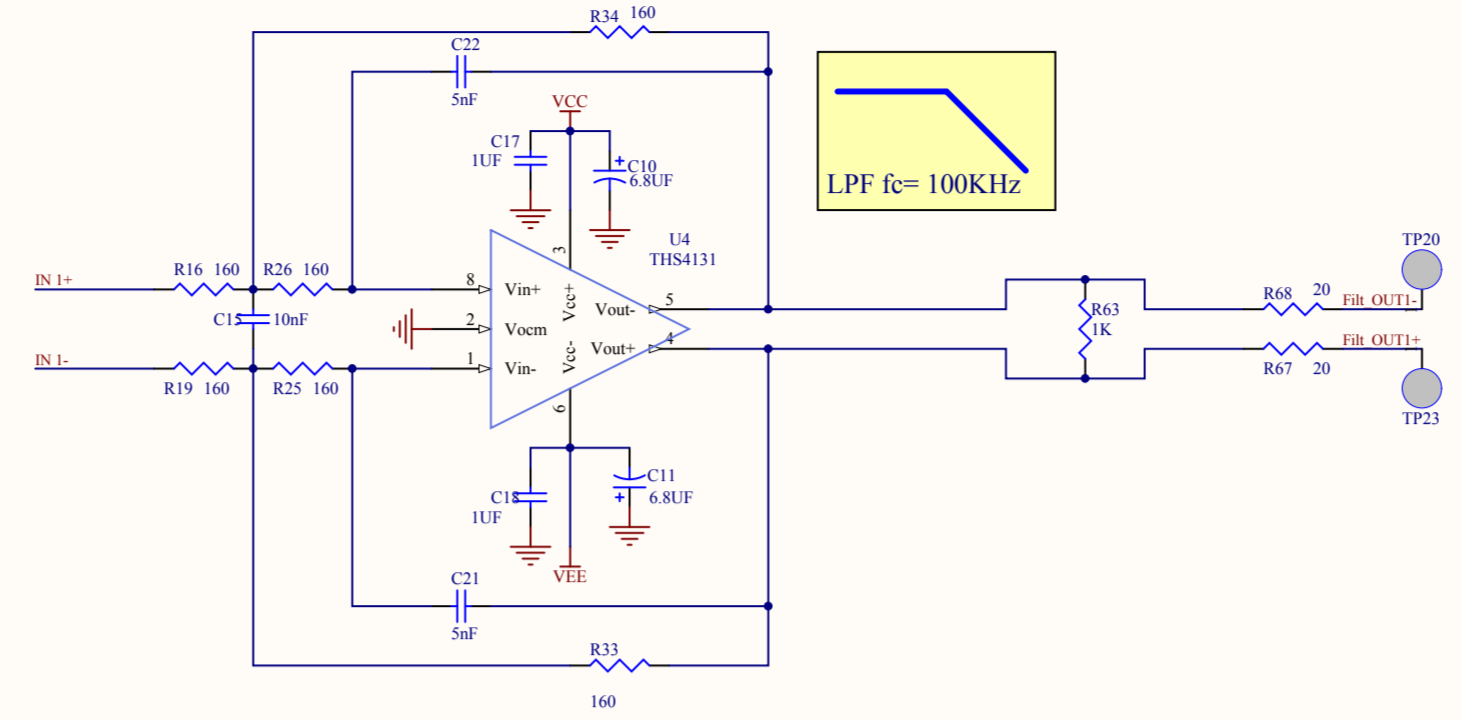 R34 160
C22
5nF
VCC
C17
1UF
C10
6.8UF
LPF fc= 100KHz
U4
THS4131
TP20
IN 1+
R16 160 R26 160
8 Vin+
3
Vcc+
Vout- 5
R68 20 Filt_OUT1-
C15 10nF
2 Vocm
R63
1K
IN 1-
R19 160 R25 160
1 Vin-
Vcc-
Vout+ 4
6
Filt_OUT1+
R67 20
TP23
C18
1UF
C11
6.8UF
VEE
C21
5nF
R33
160